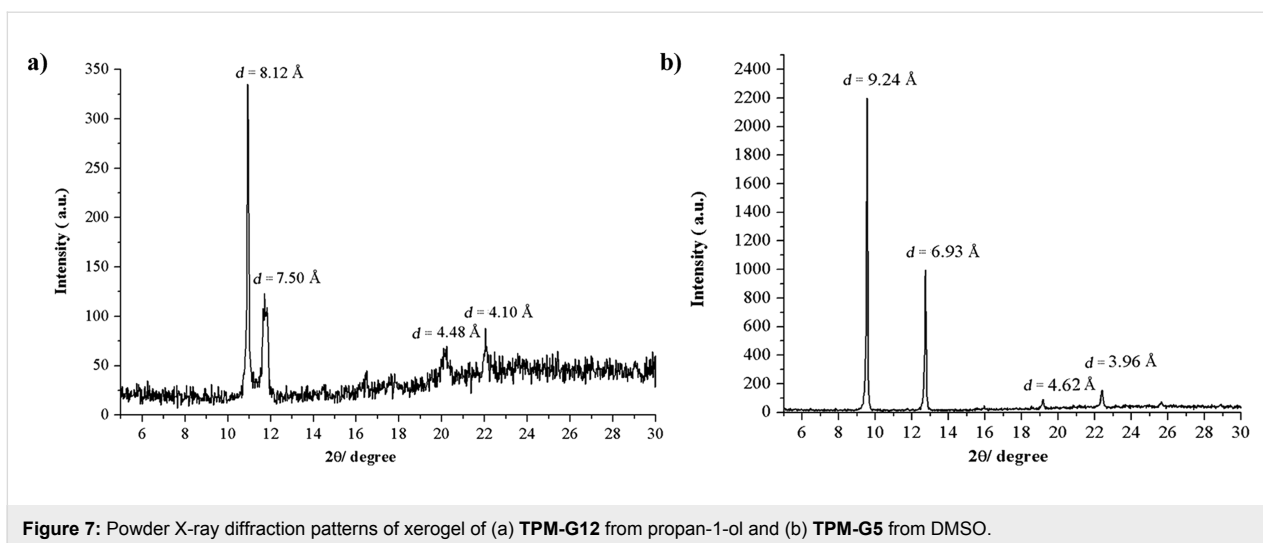 a)
350
300
250
200
150
100
50
0
Intensity ( a.u.)
d = 8.12 Å
d = 7.50 Å
d = 4.48 Å
d = 4.10 Å
6 8 10 12 14 16 18 20 22 24 26 28 30
2θ/ degree
b)
2400
2200
2000
1800
1600
1400
1200
1000
800
600
400
200
0
Intensity ( a.u.)
d = 9.24 Å
d = 6.93 Å
d = 4.62 Å
d = 3.96 Å
6 8 10 12 14 16 18 20 22 24 26 28 30
2θ/ degree
Figure 7: Powder X-ray diffraction patterns of xerogel of (a) TPM-G12 from propan-1-ol and (b) TPM-G5 from DMSO.